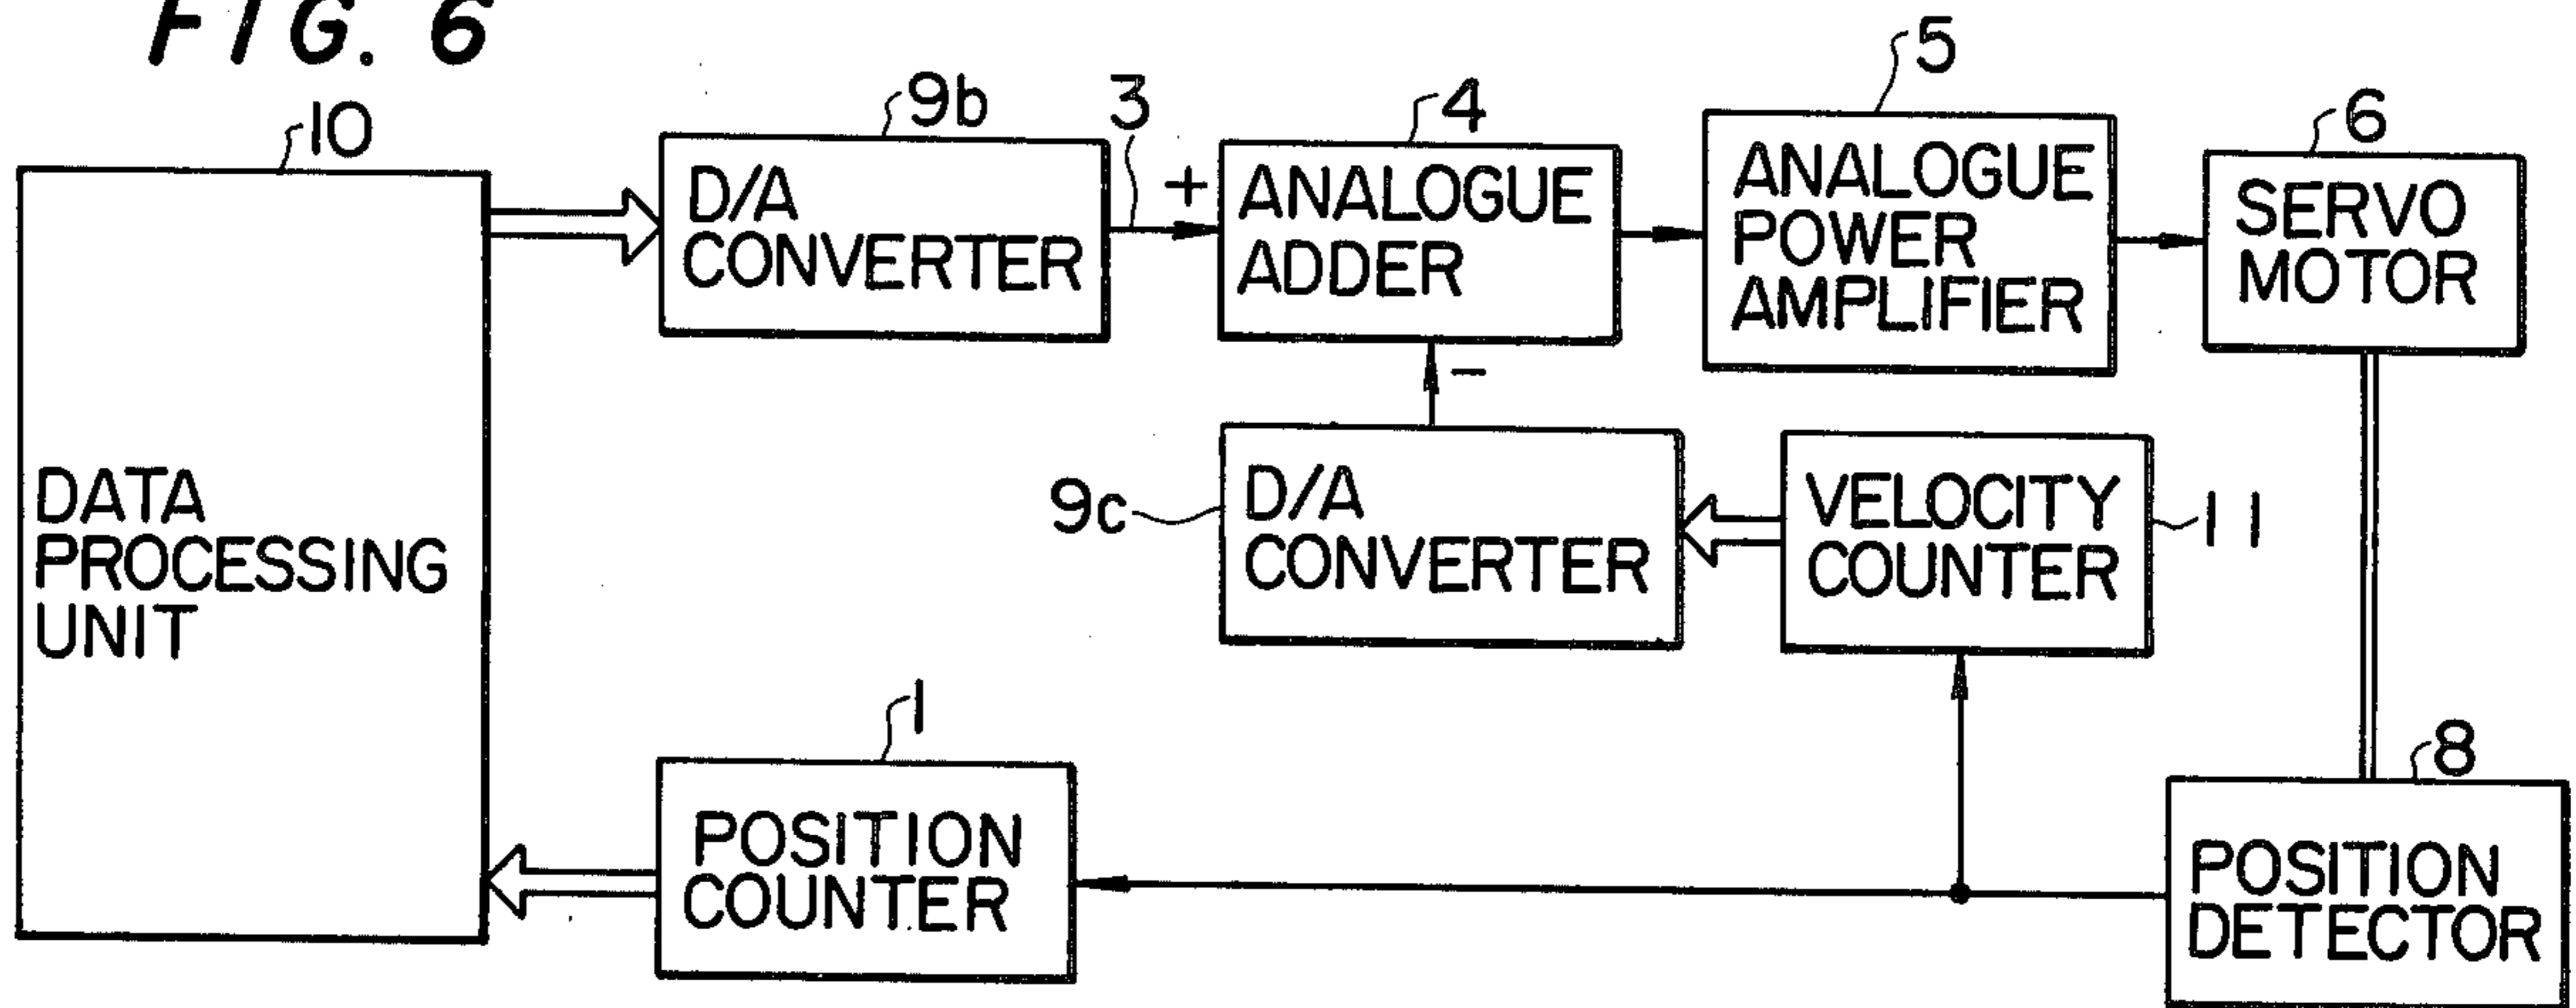 FIG. 6
10
9b
3
4
5
6
D/A
CONVERTER
+
ANALOGUE
ADDER
ANALOGUE
POWER
AMPLIFIER
SERVO
MOTOR
-
DATA
PROCESSING
UNIT
9c
D/A
CONVERTER
VELOCITY
COUNTER
11
1
POSITION
COUNTER
8
POSITION
DETECTOR